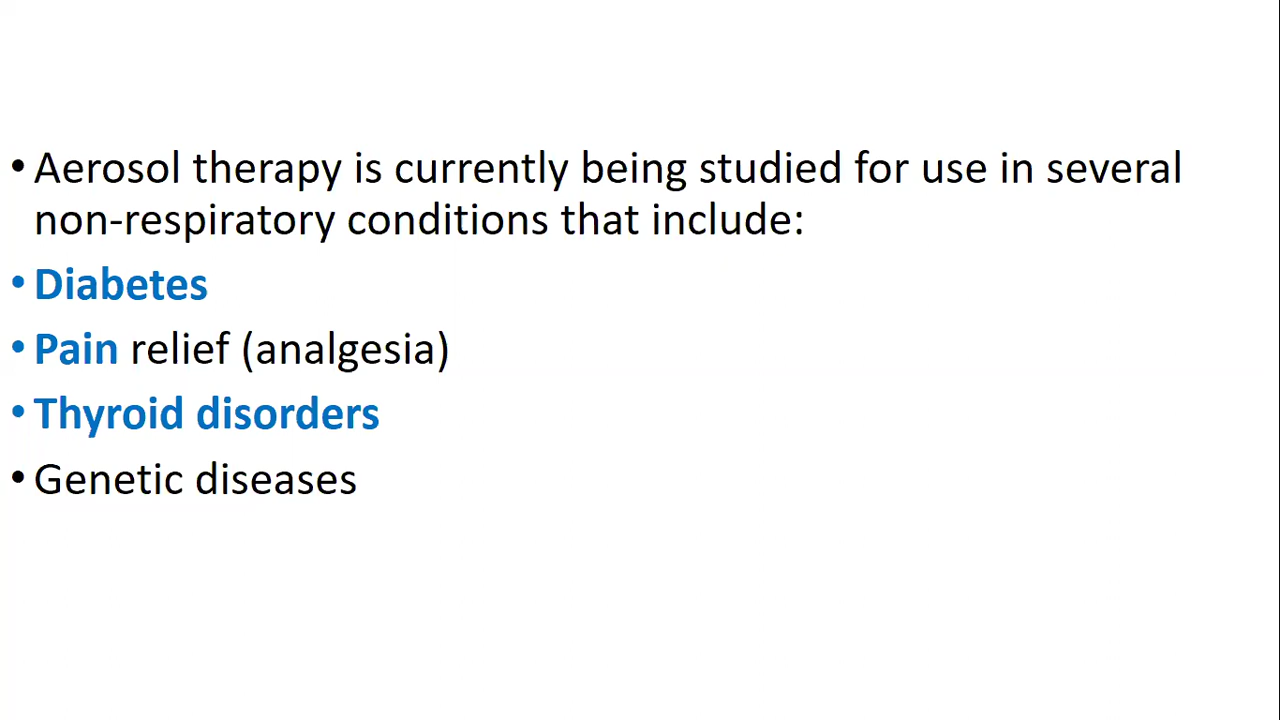 • Aerosol therapy is currently being studied for use in several
non-respiratory conditions that include:
• Diabetes
• Pain relief (analgesia)
• Thyroid disorders
• Genetic diseases